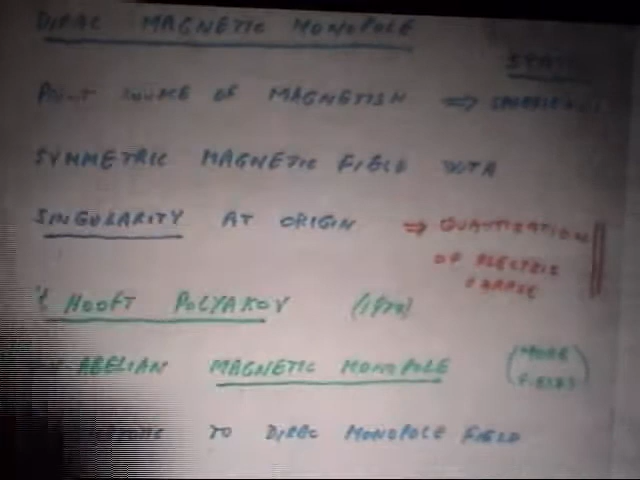 DIRAC MAGNETIC MONOPOLE
POINT SOURCE OF MAGNETISM ⇒
SYMMETRIC MAGNETIC FIELD WITH
SINGULARITY AT ORIGIN ⇒ QUANTIZATION
OF ELECTRIC
CHARGE
't HOOFT POLYAKOV
ABELIAN MAGNETIC MONOPOLE (MORE
TO DIRAC MONOPOLE FIELD